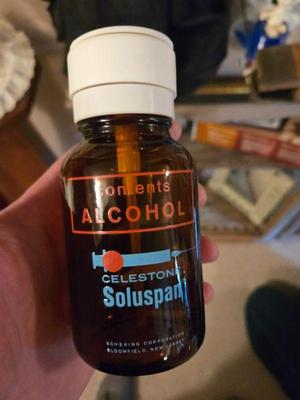 Contents
ALCOHOL
CELESTONE
Soluspan
SCHERING CORPORATION
BLOOMFIELD, NEW JERSEY